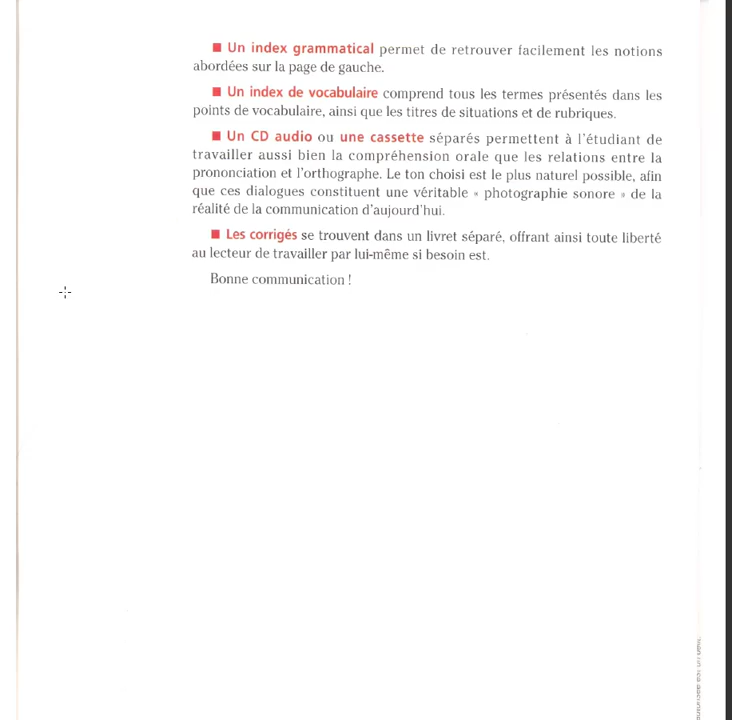 ■ Un index grammatical permet de retrouver facilement les notions
abordées sur la page de gauche.
■ Un index de vocabulaire comprend tous les termes présentés dans les
points de vocabulaire, ainsi que les titres de situations et de rubriques.
■ Un CD audio ou une cassette séparés permettent à l'étudiant de
travailler aussi bien la compréhension orale que les relations entre la
prononciation et l'orthographe. Le ton choisi est le plus naturel possible, afin
que ces dialogues constituent une véritable « photographie sonore » de la
réalité de la communication d'aujourd'hui.
■ Les corrigés se trouvent dans un livret séparé, offrant ainsi toute liberté
au lecteur de travailler par lui-même si besoin est.
Bonne communication !